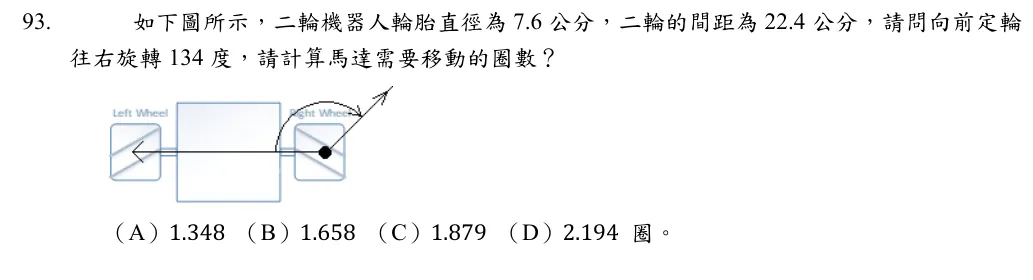 93. 如下圖所示，二輪機器人輪胎直徑為 7.6 公分，二輪的間距為 22.4 公分，請問向前定輪
往右旋轉 134 度，請計算馬達需要移動的圈數？
Left Wheel
Right Wheel
（A）1.348 （B）1.658 （C）1.879 （D）2.194 圈。